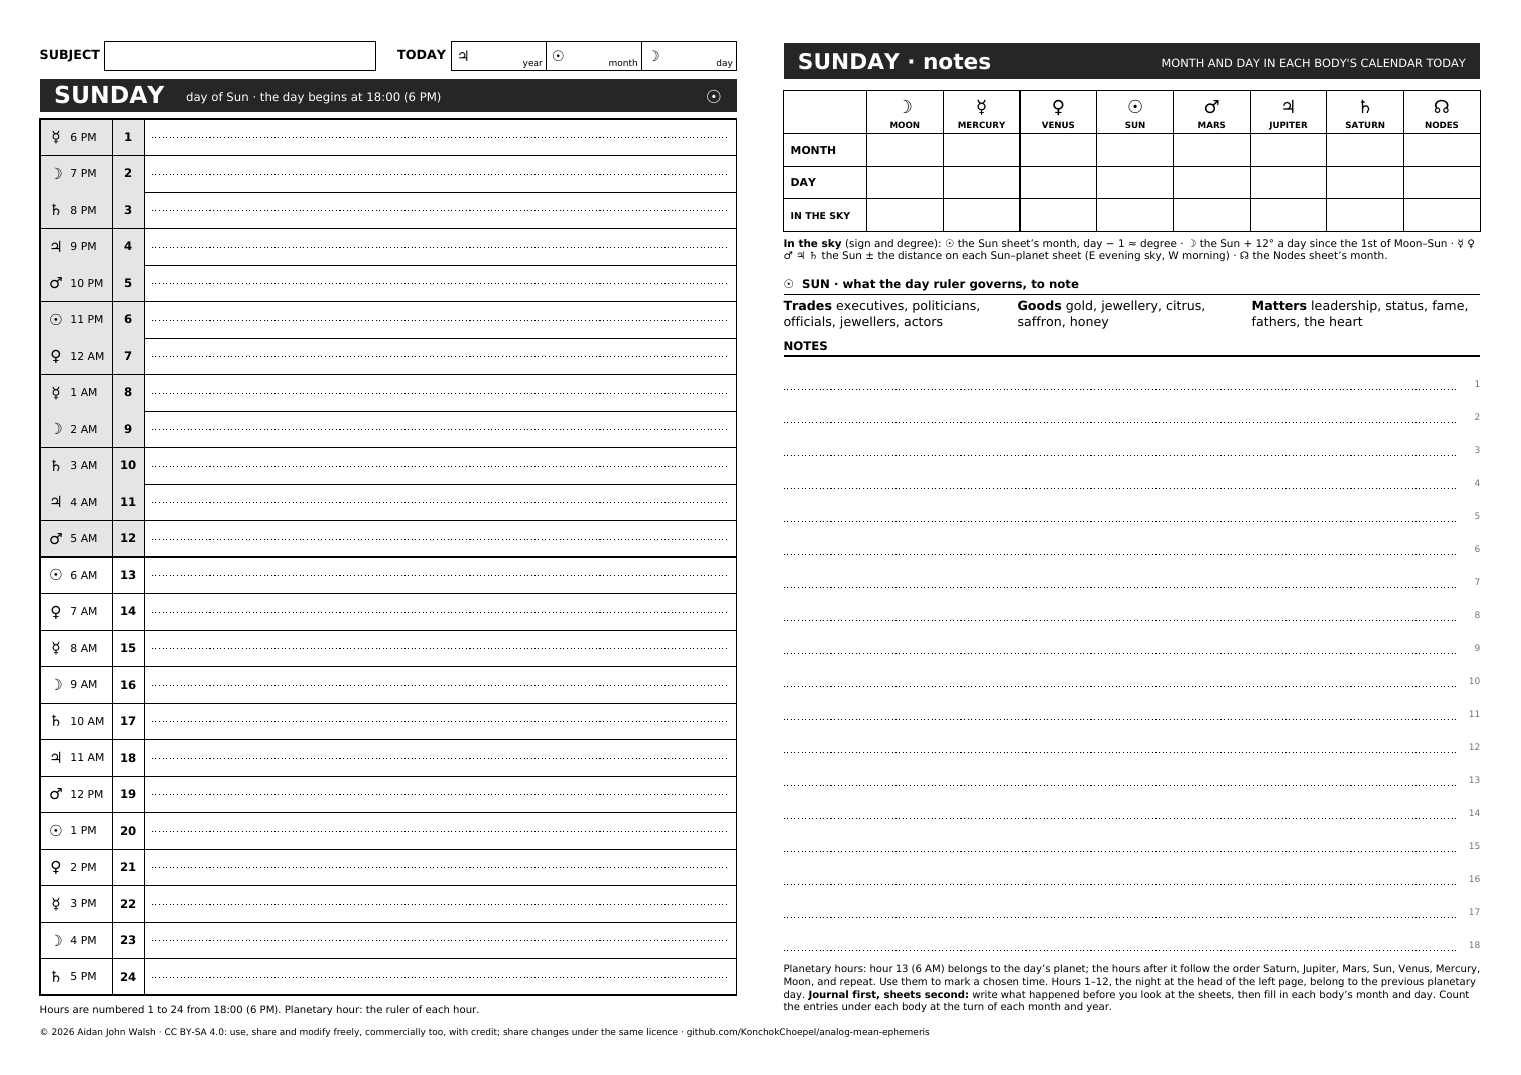 SUBJECT TODAY ♃ year ☉ month ☽ day
SUNDAY day of Sun · the day begins at 18:00 (6 PM) ☉
☿ 6 PM 1
☽ 7 PM 2
♄ 8 PM 3
♃ 9 PM 4
♂ 10 PM 5
☉ 11 PM 6
♀ 12 AM 7
☿ 1 AM 8
☽ 2 AM 9
♄ 3 AM 10
♃ 4 AM 11
♂ 5 AM 12
☉ 6 AM 13
♀ 7 AM 14
☿ 8 AM 15
☽ 9 AM 16
♄ 10 AM 17
♃ 11 AM 18
♂ 12 PM 19
☉ 1 PM 20
♀ 2 PM 21
☿ 3 PM 22
☽ 4 PM 23
♄ 5 PM 24
Hours are numbered 1 to 24 from 18:00 (6 PM). Planetary hour: the ruler of each hour.
SUNDAY · notes MONTH AND DAY IN EACH BODY'S CALENDAR TODAY
☽ ☿ ♀ ☉ ♂ ♃ ♄ ☊
MOON MERCURY VENUS SUN MARS JUPITER SATURN NODES
MONTH
DAY
IN THE SKY
In the sky (sign and degree): ☉ the Sun sheet’s month, day − 1 ≈ degree · ☽ the Sun + 12° a day since the 1st of Moon–Sun · ☿ ♀
♂ ♃ ♄ the Sun ± the distance on each Sun–planet sheet (E evening sky, W morning) · ☊ the Nodes sheet’s month.
☉ SUN · what the day ruler governs, to note
Trades executives, politicians,
officials, jewellers, actors
Goods gold, jewellery, citrus,
saffron, honey
Matters leadership, status, fame,
fathers, the heart
NOTES
1
2
3
4
5
6
7
8
9
10
11
12
13
14
15
16
17
18
Planetary hours: hour 13 (6 AM) belongs to the day’s planet; the hours after it follow the order Saturn, Jupiter, Mars, Sun, Venus, Mercury,
Moon, and repeat. Use them to mark a chosen time. Hours 1–12, the night at the head of the left page, belong to the previous planetary
day. Journal first, sheets second: write what happened before you look at the sheets, then fill in each body’s month and day. Count
the entries under each body at the turn of each month and year.
© 2026 Aidan John Walsh · CC BY-SA 4.0: use, share and modify freely, commercially too, with credit; share changes under the same licence · github.com/KonchokChoepel/analog-mean-ephemeris